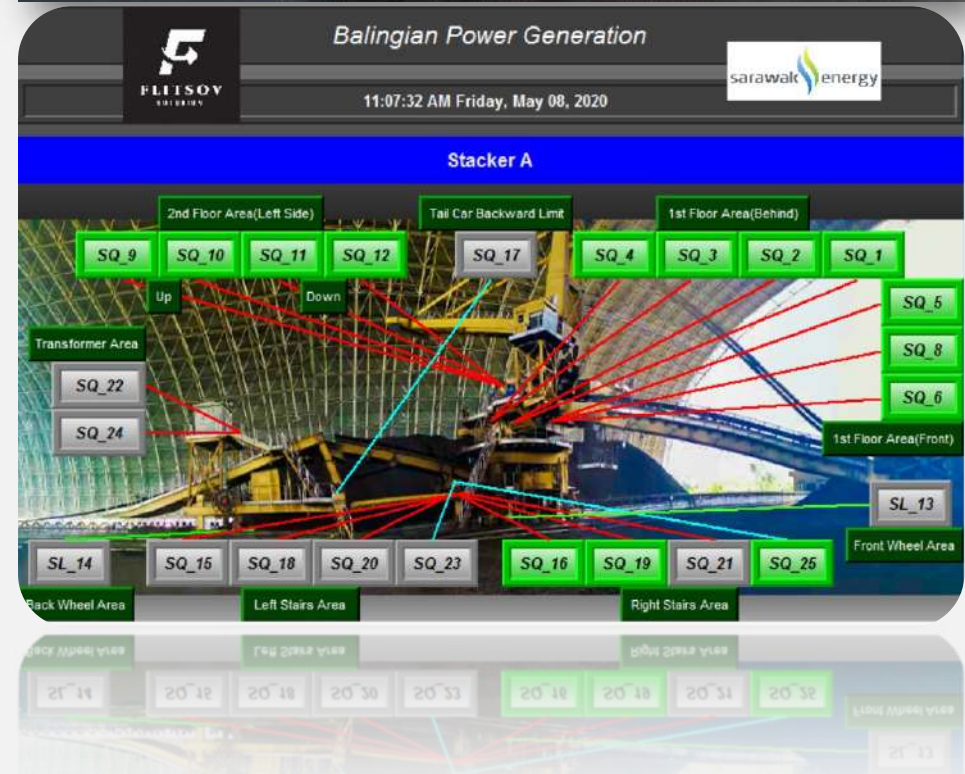 Balingian Power Generation
FLITSOV
SOLUTION
sarawak energy
11:07:32 AM Friday, May 08, 2020
Stacker A
2nd Floor Area(Left Side)
Tail Car Backward Limit
1st Floor Area(Behind)
SQ_9 SQ_10 SQ_11 SQ_12 SQ_17 SQ_4 SQ_3 SQ_2 SQ_1
Up Down
SQ_5
Transformer Area
SQ_8
SQ_22
SQ_6
SQ_24
1st Floor Area(Front)
SL_13
Front Wheel Area
SL_14 SQ_15 SQ_18 SQ_20 SQ_23 SQ_16 SQ_19 SQ_21 SQ_25
Back Wheel Area
Left Stairs Area
Right Stairs Area